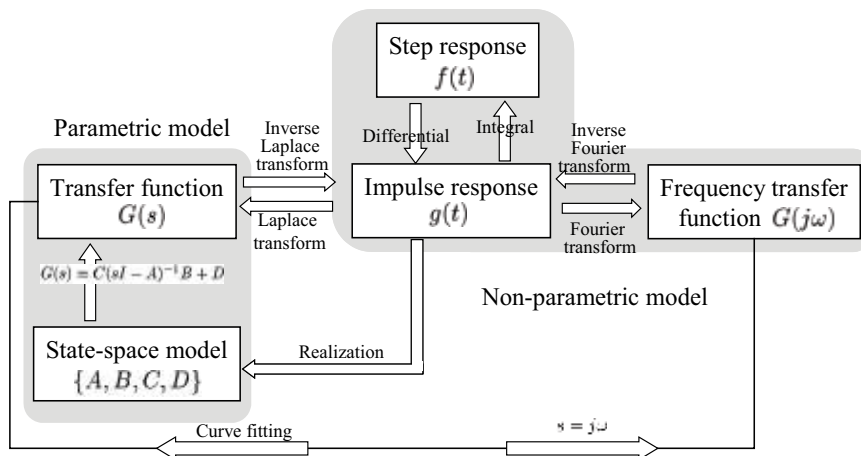 Step response
f(t)
Parametric model
Inverse
Laplace
transform
Differential
Integral
Inverse
Fourier
transform
Transfer function
G(s)
Impulse response
g(t)
Frequency transfer
function G(jω)
Laplace
transform
Fourier
transform
G(s) = C(sI − A)⁻¹B + D
Non-parametric model
State-space model
{A, B, C, D}
Realization
Curve fitting
s = jω